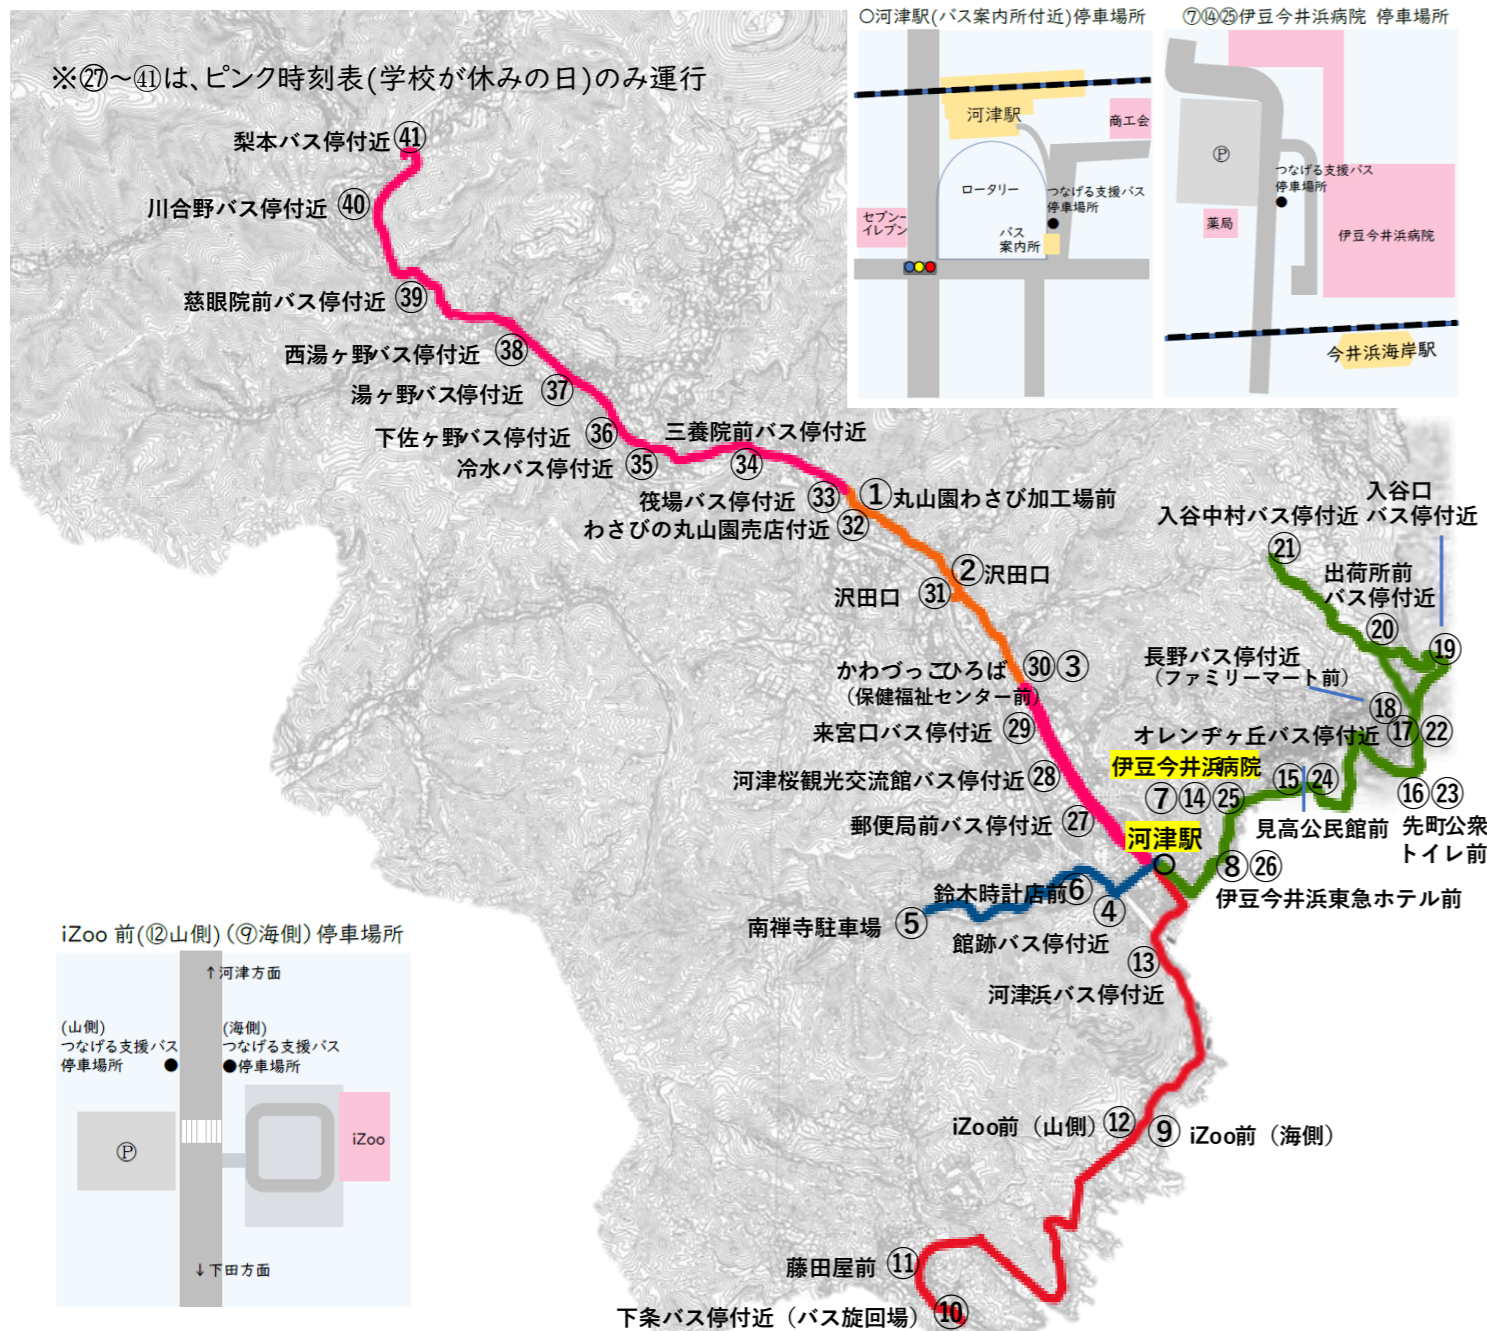 ○河津駅(バス案内所付近)停車場所
⑦⑭㉕伊豆今井浜病院 停車場所
※㉗～㊶は、ピンク時刻表(学校が休みの日)のみ運行
河津駅
商工会
ロータリー
つなげる支援バス
停車場所
セブン-
イレブン
バス
案内所
Ⓟ
つなげる支援バス
停車場所
薬局
伊豆今井浜病院
今井浜海岸駅
梨本バス停付近 ㊶
川合野バス停付近 ㊵
慈眼院前バス停付近 ㊴
西湯ヶ野バス停付近 ㊳
湯ヶ野バス停付近 ㊲
下佐ヶ野バス停付近 ㊱
冷水バス停付近 ㉟
三養院前バス停付近
㉞
筏場バス停付近 ㉝
①丸山園わさび加工場前
わさびの丸山園売店付近 ㉜
②沢田口
沢田口 ㉛
かわづっこひろば ㉚③
（保健福祉センター前）
来宮口バス停付近 ㉙
河津桜観光交流館バス停付近 ㉘
郵便局前バス停付近 ㉗
入谷口
バス停付近
入谷中村バス停付近
㉑
出荷所前
バス停付近
⑳
⑲
長野バス停付近
（ファミリーマート前）
⑱
オレンヂヶ丘バス停付近 ⑰㉒
伊豆今井浜病院
⑦⑭㉕
⑮㉔
見高公民館前
⑯㉓
先町公衆
トイレ前
河津駅
⑧㉖
伊豆今井浜東急ホテル前
鈴木時計店前⑥
④
館跡バス停付近
南禅寺駐車場 ⑤
⑬
河津浜バス停付近
iZoo前（山側）⑫
⑨ iZoo前（海側）
藤田屋前 ⑪
下条バス停付近（バス旋回場）⑩
iZoo 前(⑫山側)(⑨海側)停車場所
↑河津方面
(山側)
つなげる支援バス
停車場所 ●
(海側)
つなげる支援バス
●停車場所
Ⓟ
iZoo
↓下田方面